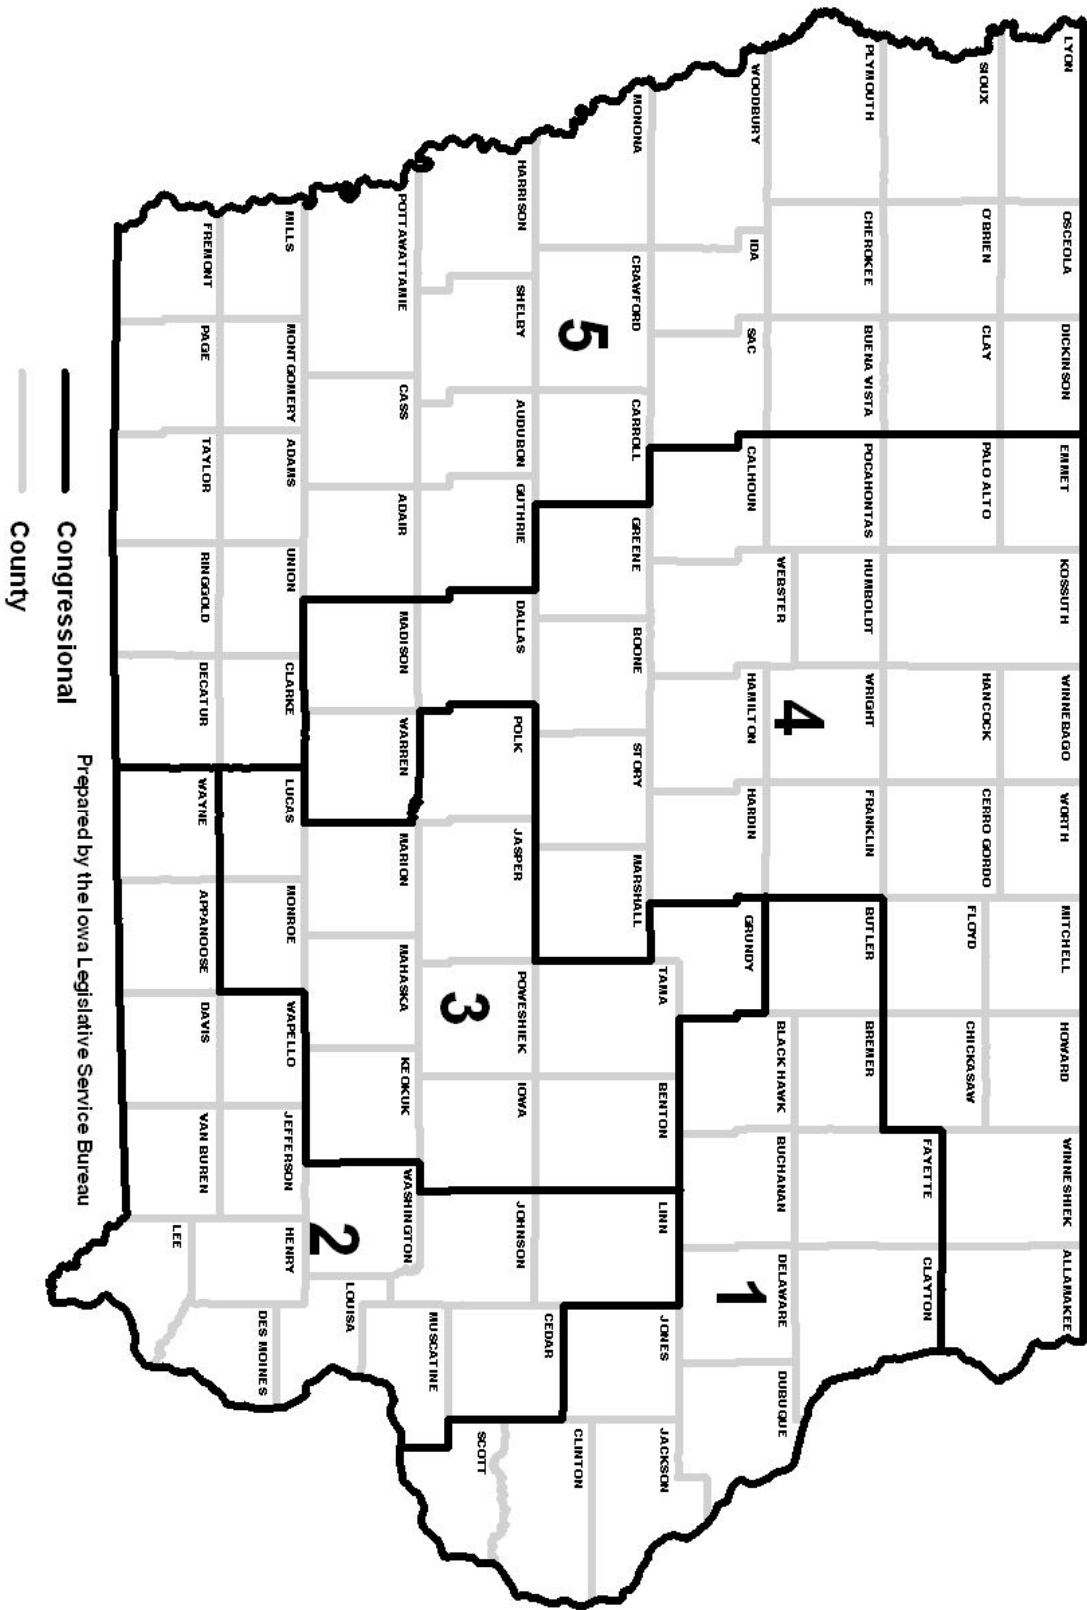 LYON
OSCEOLA
DICKINSON
EMMET
KOSSUTH
WINNEBAGO
WORTH
MITCHELL
HOWARD
WINNESHIEK
ALLAMAKEE
SIOUX
O'BRIEN
CLAY
PALO ALTO
HANCOCK
CERRO GORDO
FLOYD
CHICKASAW
FAYETTE
CLAYTON
PLYMOUTH
CHEROKEE
BUENA VISTA
POCAHONTAS
HUMBOLDT
WRIGHT
FRANKLIN
BUTLER
BREMER
4
WOODBURY
IDA
SAC
CALHOUN
WEBSTER
HAMILTON
HARDIN
GRUNDY
BLACK HAWK
BUCHANAN
DELAWARE
DUBUQUE
1
MONONA
CRAWFORD
CARROLL
GREENE
BOONE
STORY
MARSHALL
TAMA
BENTON
LINN
JONES
JACKSON
5
HARRISON
SHELBY
AUDUBON
GUTHRIE
DALLAS
POLK
JASPER
POWESHIEK
IOWA
JOHNSON
CEDAR
CLINTON
SCOTT
3
POTTAWATTAMIE
CASS
ADAIR
MADISON
WARREN
MARION
MAHASKA
KEOKUK
WASHINGTON
MUSCATINE
LOUISA
2
MILLS
MONTGOMERY
ADAMS
UNION
CLARKE
LUCAS
MONROE
WAPELLO
JEFFERSON
HENRY
DES MOINES
FREMONT
PAGE
TAYLOR
RINGGOLD
DECATUR
WAYNE
APPANOOSE
DAVIS
VAN BUREN
LEE
Congressional
County
Prepared by the Iowa Legislative Service Bureau